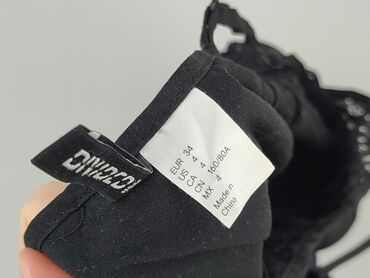 DIVIDED
EUR 34
US 4
CA 4
CN 160/80A
MX 4
Made in
China